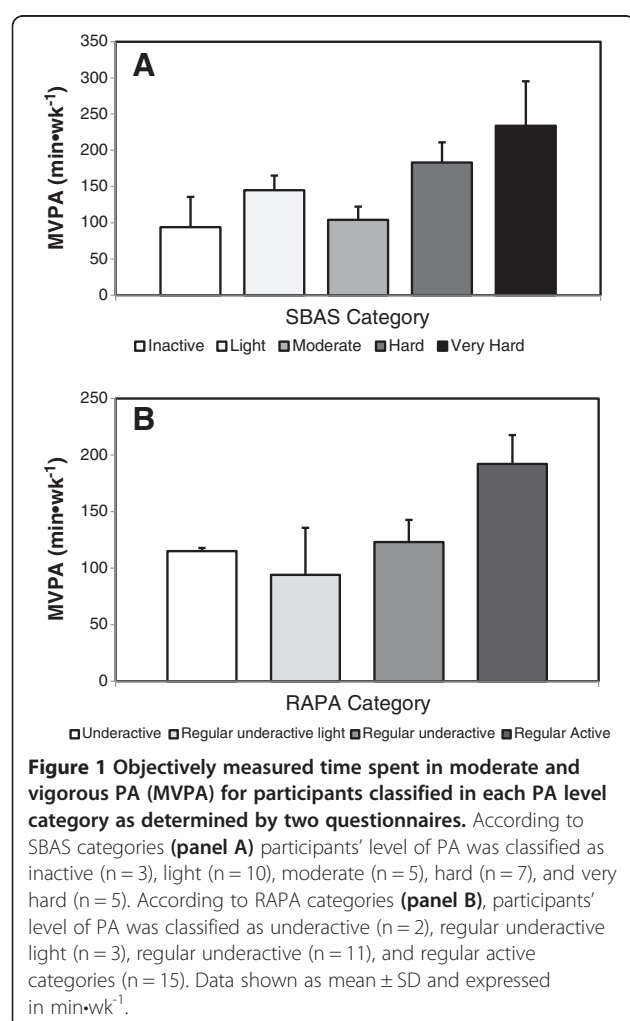 A
MVPA (min•wk-1)
350
300
250
200
150
100
50
0
SBAS Category
Inactive Light Moderate Hard Very Hard
B
MVPA (min•wk-1)
250
200
150
100
50
0
RAPA Category
Underactive Regular underactive light Regular underactive Regular Active
Figure 1 Objectively measured time spent in moderate and
vigorous PA (MVPA) for participants classified in each PA level
category as determined by two questionnaires. According to
SBAS categories (panel A) participants' level of PA was classified as
inactive (n = 3), light (n = 10), moderate (n = 5), hard (n = 7), and very
hard (n = 5). According to RAPA categories (panel B), participants'
level of PA was classified as underactive (n = 2), regular underactive
light (n = 3), regular underactive (n = 11), and regular active
categories (n = 15). Data shown as mean ± SD and expressed
in min•wk-1.